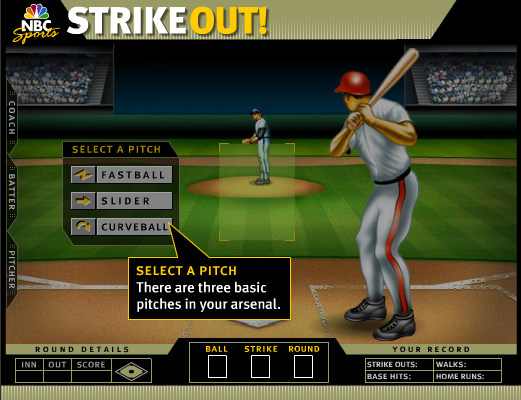 NBC
Sports
STRIKE OUT!
COACH
BATTER
PITCHER
SELECT A PITCH
FASTBALL
SLIDER
CURVEBALL
SELECT A PITCH
There are three basic
pitches in your arsenal.
ROUND DETAILS
INN OUT SCORE
BALL STRIKE ROUND
YOUR RECORD
STRIKE OUTS: WALKS:
BASE HITS: HOME RUNS: